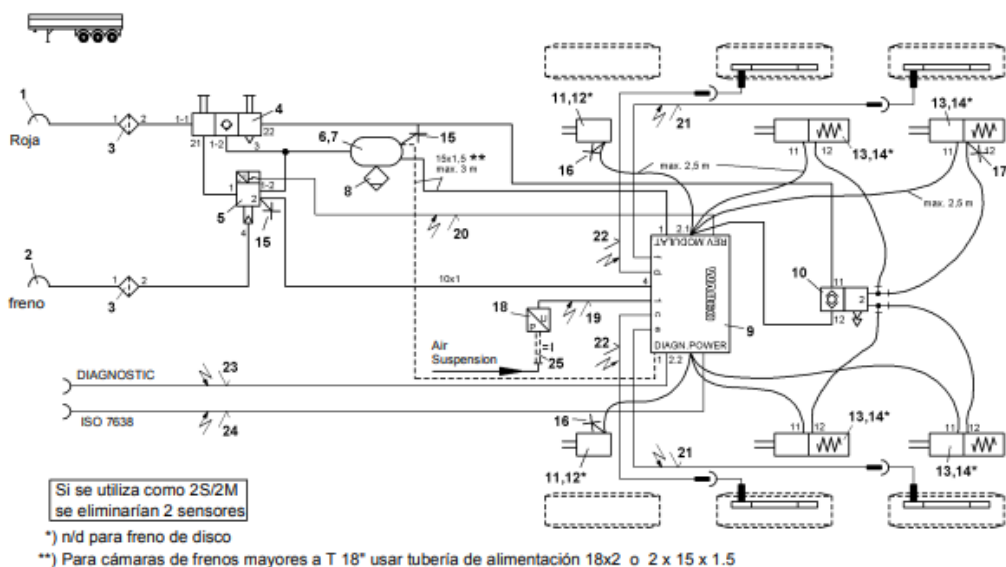 1
Roja
3
1
2
1-1
4
21
1-2
3
22
6,7
15
8
15x1,5 **
max. 3 m
1
1-2
2
5
4
15
20
2
freno
1
2
3
10x1
11,12*
16
max. 2,5 m
21
13,14*
11
12
13,14*
11
12
17
max. 2,5 m
22
1
2.1
REV.MODULAT
f
d
4
WABCO
9
c
e
DIAGN.
POWER
1
2.2
10
11
2
12
18
U
P
19
=I
25
22
Air
Suspension
DIAGNOSTIC
23
ISO 7638
24
16
11,12*
21
11
12
13,14*
11
12
13,14*
Si se utiliza como 2S/2M
se eliminarían 2 sensores
*) n/d para freno de disco
**) Para cámaras de frenos mayores a T 18" usar tubería de alimentación 18x2 o 2 x 15 x 1.5